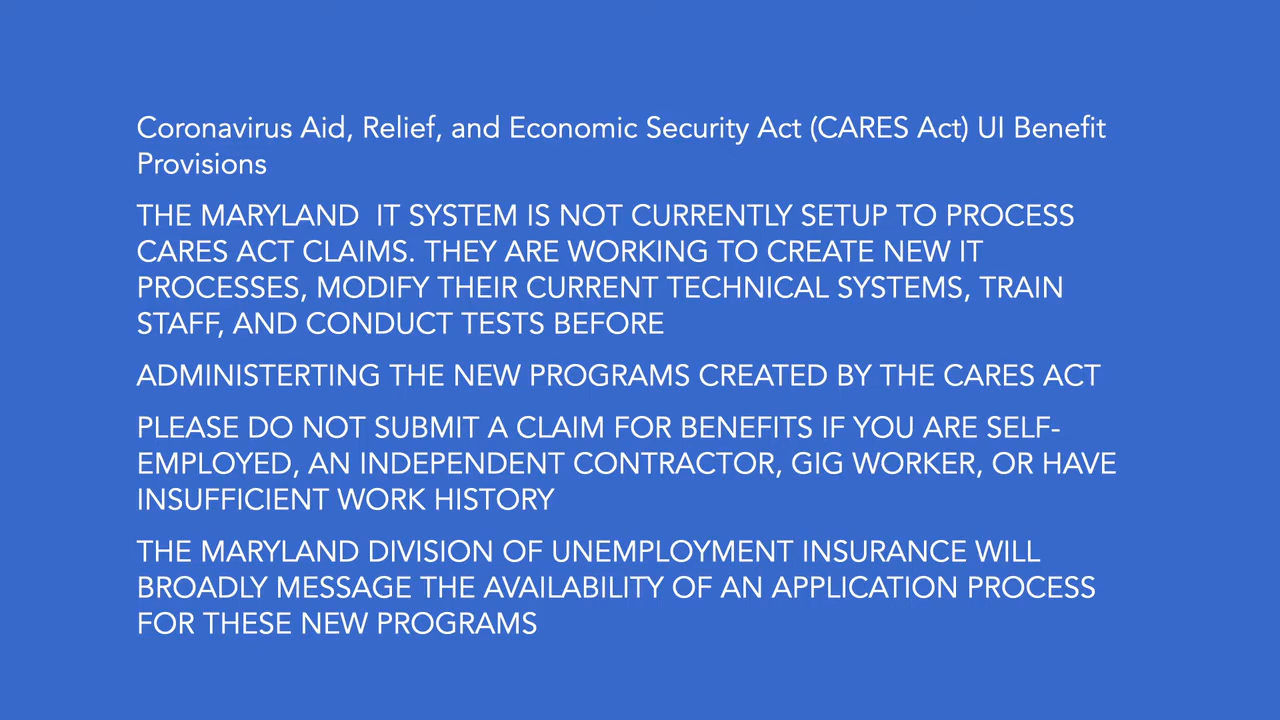 Coronavirus Aid, Relief, and Economic Security Act (CARES Act) UI Benefit
Provisions
THE MARYLAND  IT SYSTEM IS NOT CURRENTLY SETUP TO PROCESS
CARES ACT CLAIMS. THEY ARE WORKING TO CREATE NEW IT
PROCESSES, MODIFY THEIR CURRENT TECHNICAL SYSTEMS, TRAIN
STAFF, AND CONDUCT TESTS BEFORE
ADMINISTERTING THE NEW PROGRAMS CREATED BY THE CARES ACT
PLEASE DO NOT SUBMIT A CLAIM FOR BENEFITS IF YOU ARE SELF-
EMPLOYED, AN INDEPENDENT CONTRACTOR, GIG WORKER, OR HAVE
INSUFFICIENT WORK HISTORY
THE MARYLAND DIVISION OF UNEMPLOYMENT INSURANCE WILL
BROADLY MESSAGE THE AVAILABILITY OF AN APPLICATION PROCESS
FOR THESE NEW PROGRAMS